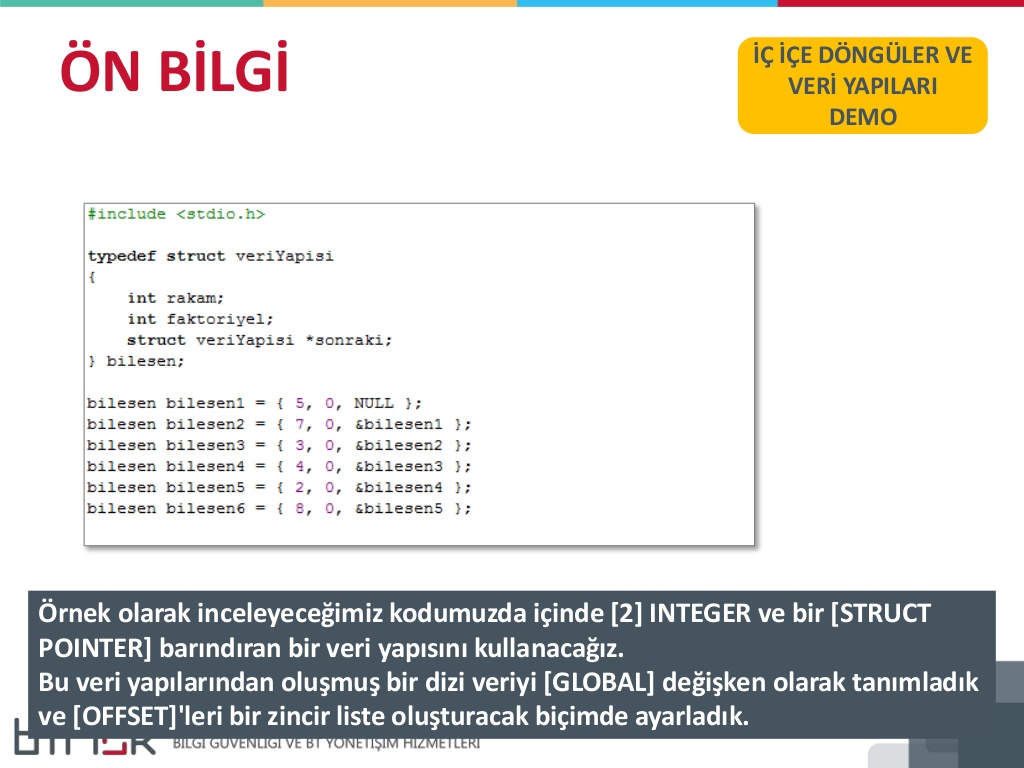 ÖN BİLGİ
İÇ İÇE DÖNGÜLER VE
VERİ YAPILARI
DEMO
#include <stdio.h>
typedef struct veriYapisi
{
    int rakam;
    int faktoriyel;
    struct veriYapisi *sonraki;
} bilesen;
bilesen bilesen1 = { 5, 0, NULL };
bilesen bilesen2 = { 7, 0, &bilesen1 };
bilesen bilesen3 = { 3, 0, &bilesen2 };
bilesen bilesen4 = { 4, 0, &bilesen3 };
bilesen bilesen5 = { 2, 0, &bilesen4 };
bilesen bilesen6 = { 8, 0, &bilesen5 };
Örnek olarak inceleyeceğimiz kodumuzda içinde [2] INTEGER ve bir [STRUCT
POINTER] barındıran bir veri yapısını kullanacağız.
Bu veri yapılarından oluşmuş bir dizi veriyi [GLOBAL] değişken olarak tanımladık
ve [OFFSET]'leri bir zincir liste oluşturacak biçimde ayarladık.
BİLGİ GÜVENLİĞİ VE BT YÖNETİŞİM HİZMETLERİ